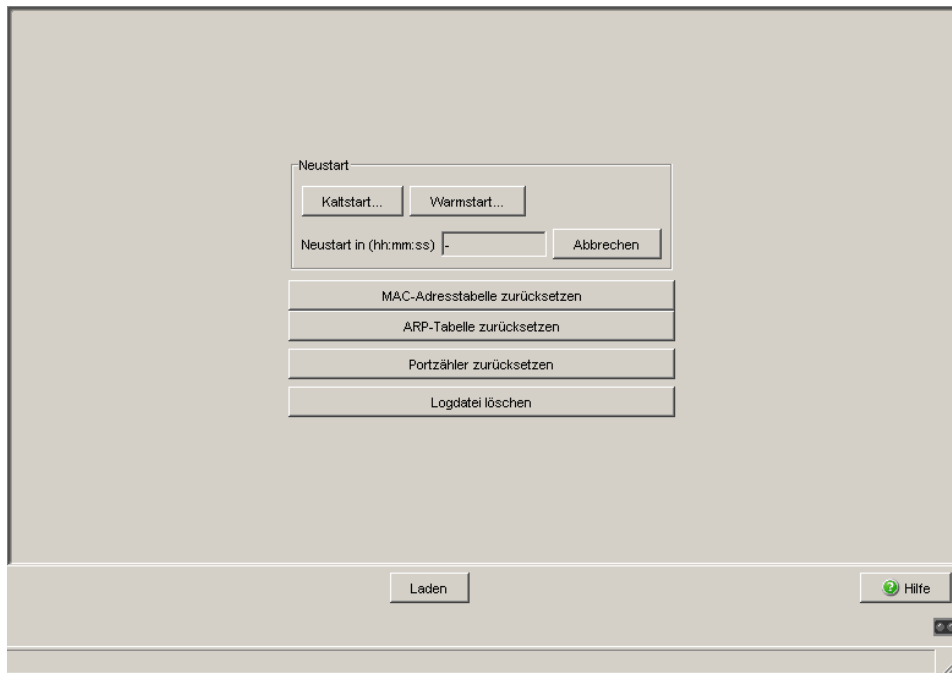 Neustart
Kaltstart... Warmstart...
Neustart in (hh:mm:ss) - Abbrechen
MAC-Adresstabelle zurücksetzen
ARP-Tabelle zurücksetzen
Portzähler zurücksetzen
Logdatei löschen
Laden Hilfe